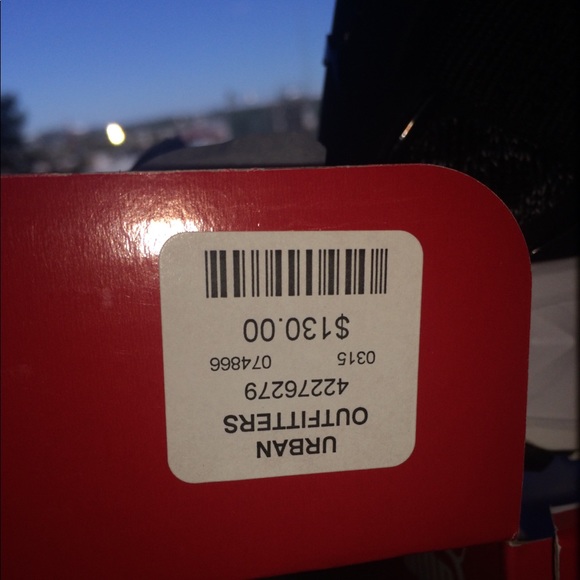 URBAN
OUTFITTERS
42276279
0315 074866
$130.00